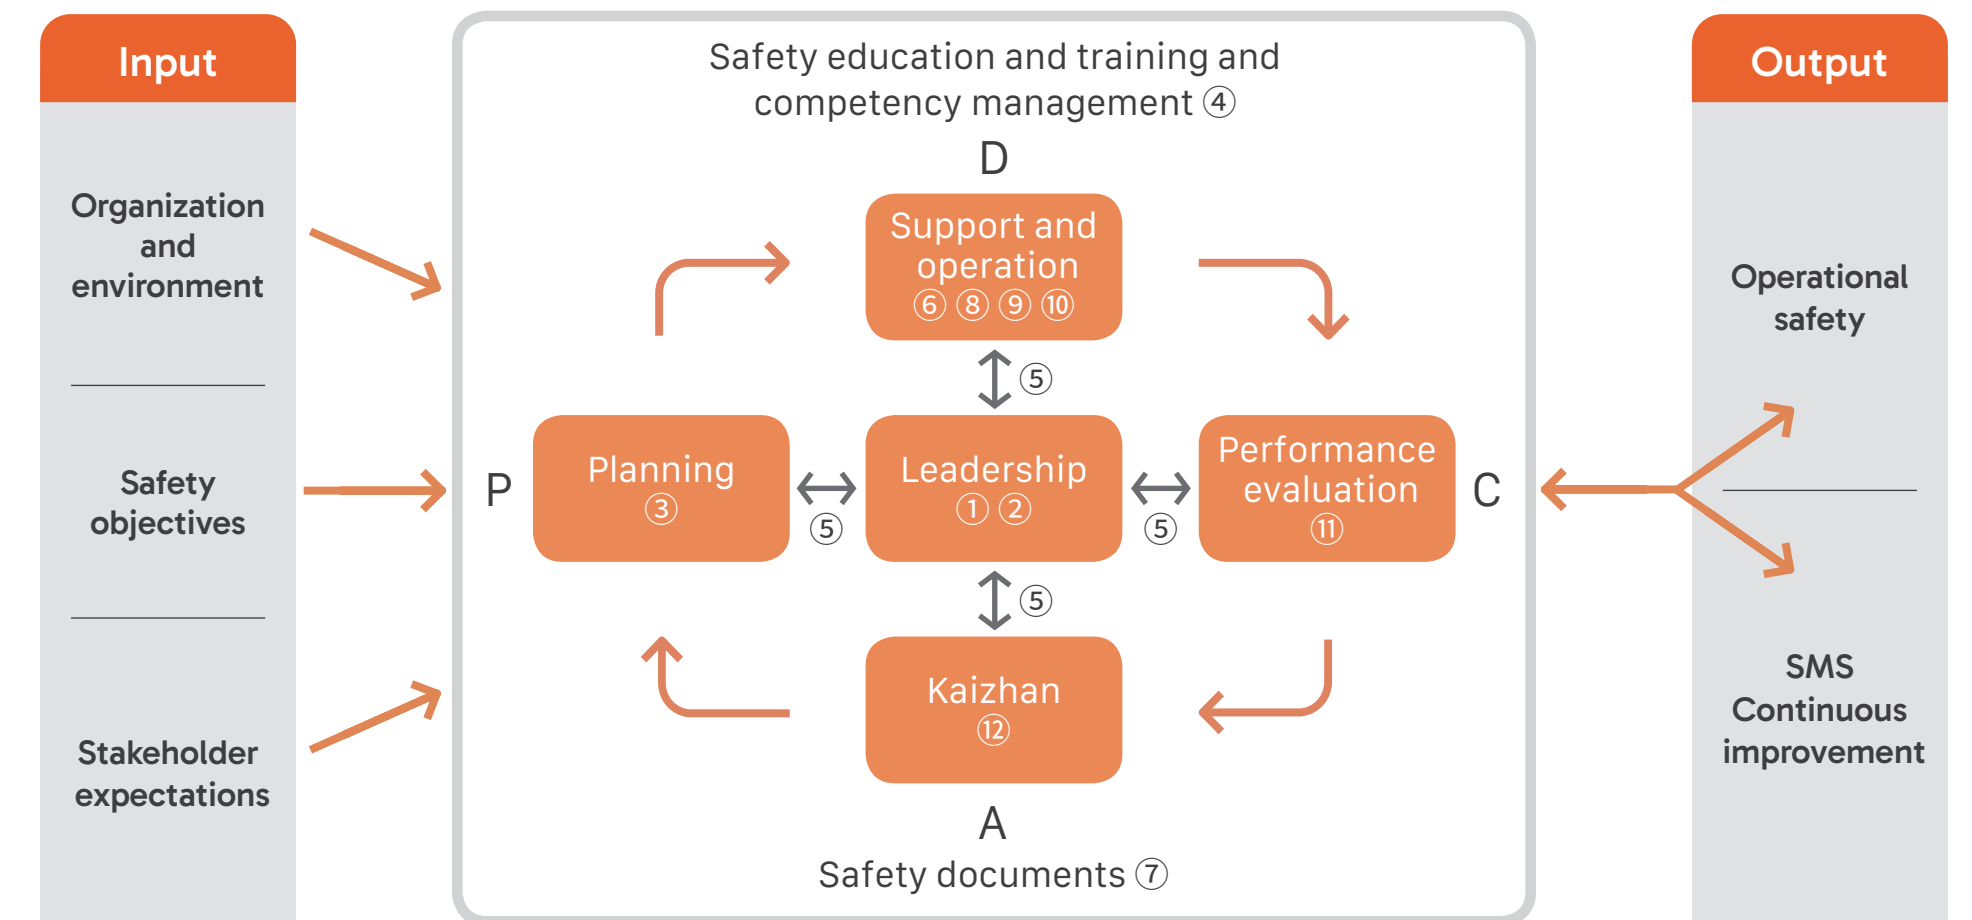 Input
Organization
and
environment
Safety
objectives
Stakeholder
expectations
Safety education and training and
competency management ④
D
Support and
operation
⑥ ⑧ ⑨ ⑩
⑤
P
Planning
③
⑤
Leadership
① ②
⑤
Performance
evaluation
⑪
C
⑤
Kaizhan
⑫
A
Safety documents ⑦
Output
Operational
safety
SMS
Continuous
improvement